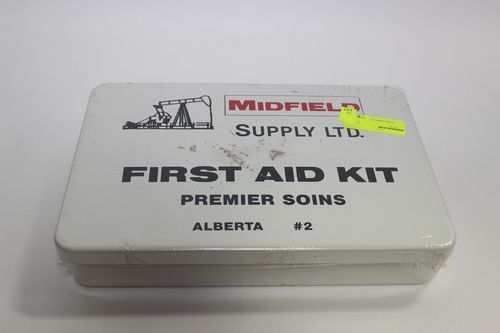 MIDFIELD
SUPPLY LTD.
FIRST AID KIT
PREMIER SOINS
ALBERTA #2